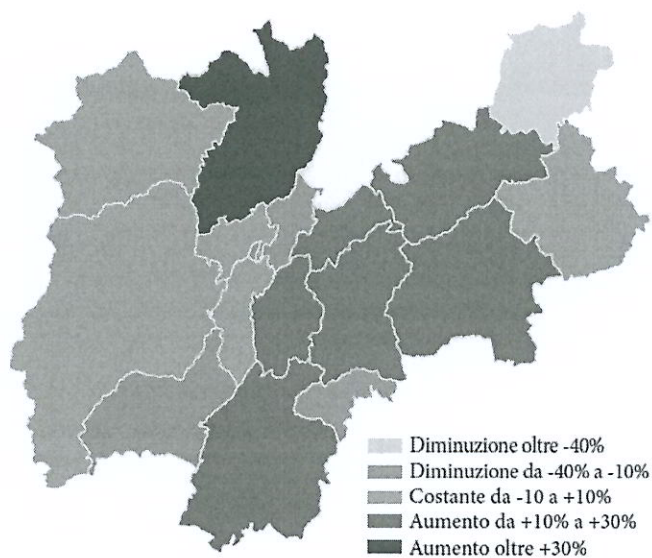 Diminuzione oltre -40%
Diminuzione da -40% a -10%
Costante da -10 a +10%
Aumento da +10% a +30%
Aumento oltre +30%